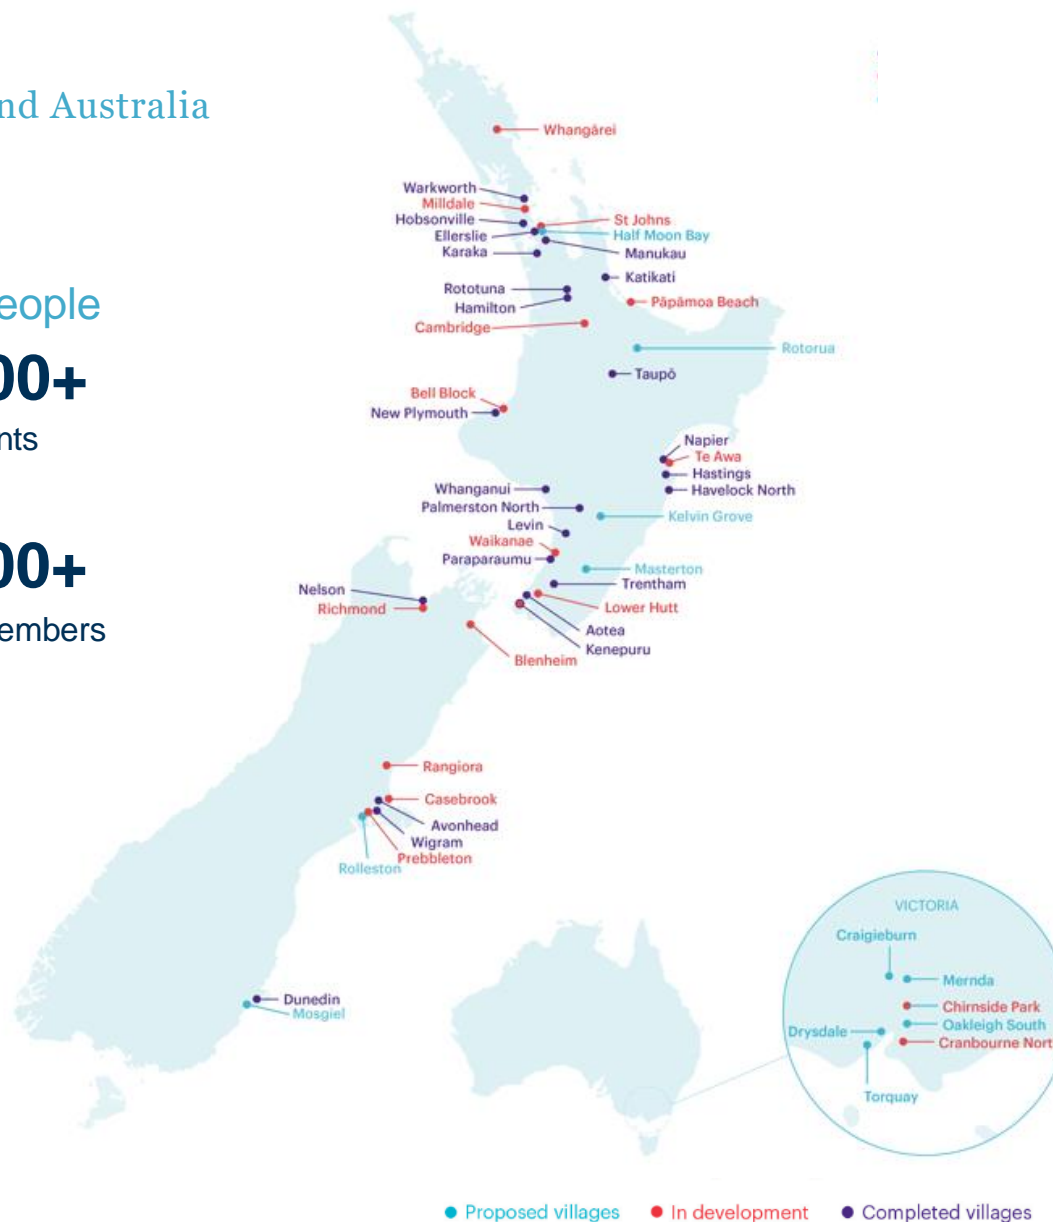 nd Australia
eople
00+
nts
00+
embers
Whangārei
Warkworth
Milldale
Hobsonville
St Johns
Ellerslie
Half Moon Bay
Karaka
Manukau
Katikati
Rototuna
Pāpāmoa Beach
Hamilton
Cambridge
Rotorua
Taupō
Bell Block
New Plymouth
Napier
Te Awa
Hastings
Whanganui
Havelock North
Palmerston North
Kelvin Grove
Levin
Waikanae
Paraparaumu
Masterton
Trentham
Nelson
Richmond
Lower Hutt
Aotea
Kenepuru
Blenheim
Rangiora
Casebrook
Avonhead
Wigram
Prebbleton
Rolleston
Dunedin
Mosgiel
VICTORIA
Craigieburn
Mernda
Chirnside Park
Oakleigh South
Drysdale
Cranbourne Nort
Torquay
Proposed villages In development Completed villages